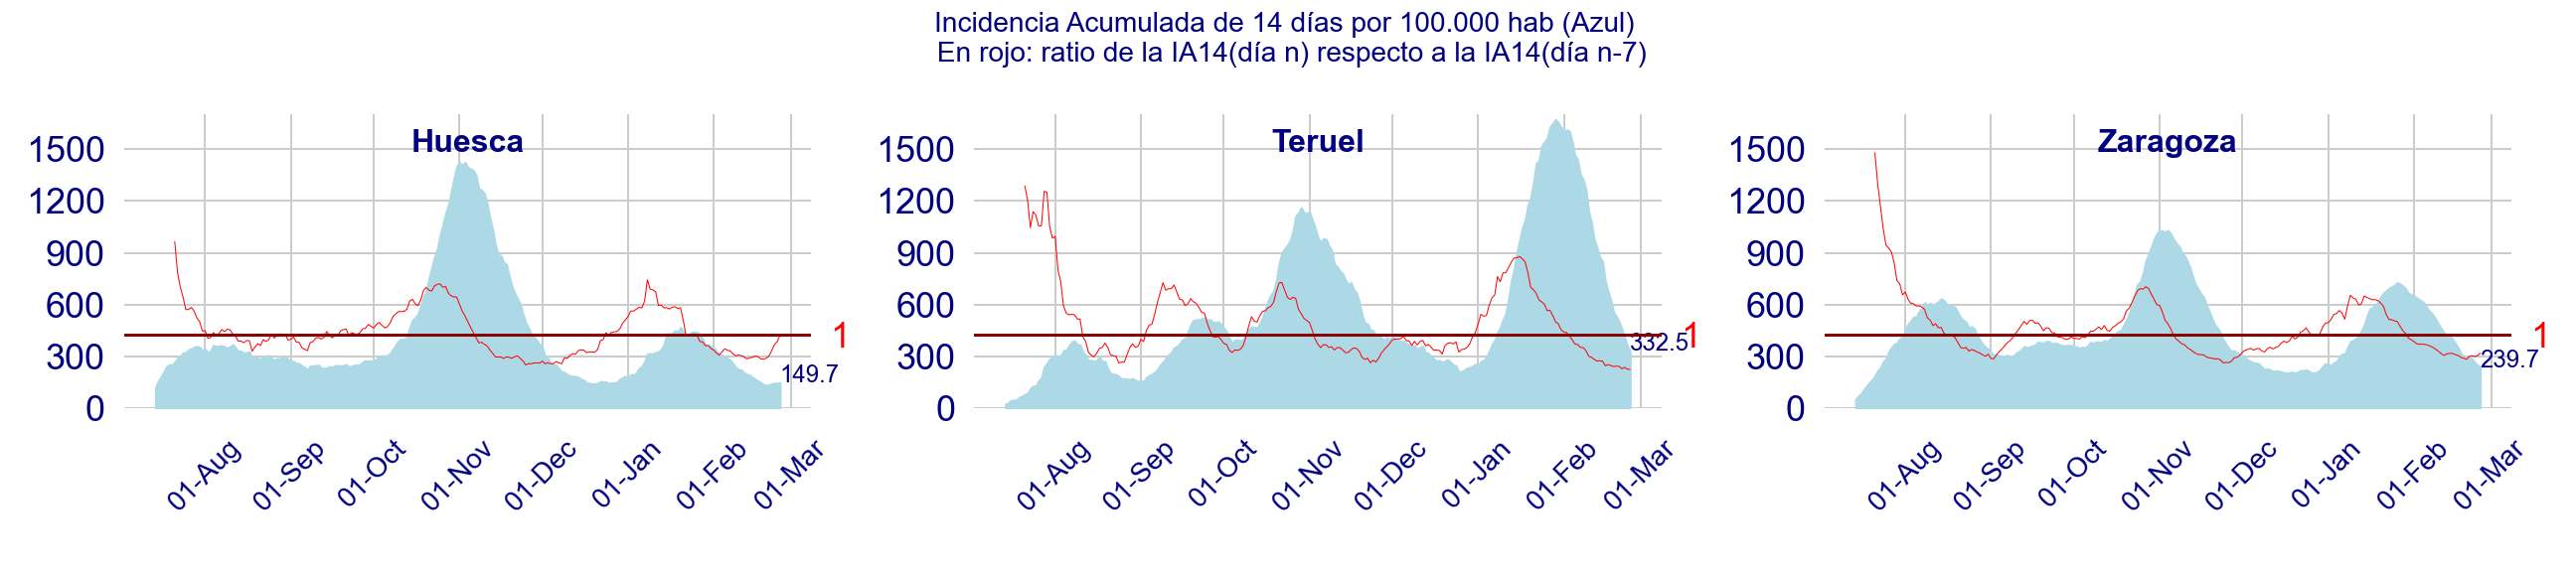 Incidencia Acumulada de 14 días por 100.000 hab (Azul)
En rojo: ratio de la IA14(día n) respecto a la IA14(día n-7)
Huesca
1500
1200
900
600
300
0
1
149.7
01-Aug
01-Sep
01-Oct
01-Nov
01-Dec
01-Jan
01-Feb
01-Mar
Teruel
1500
1200
900
600
300
0
1
332.5
01-Aug
01-Sep
01-Oct
01-Nov
01-Dec
01-Jan
01-Feb
01-Mar
Zaragoza
1500
1200
900
600
300
0
1
239.7
01-Aug
01-Sep
01-Oct
01-Nov
01-Dec
01-Jan
01-Feb
01-Mar